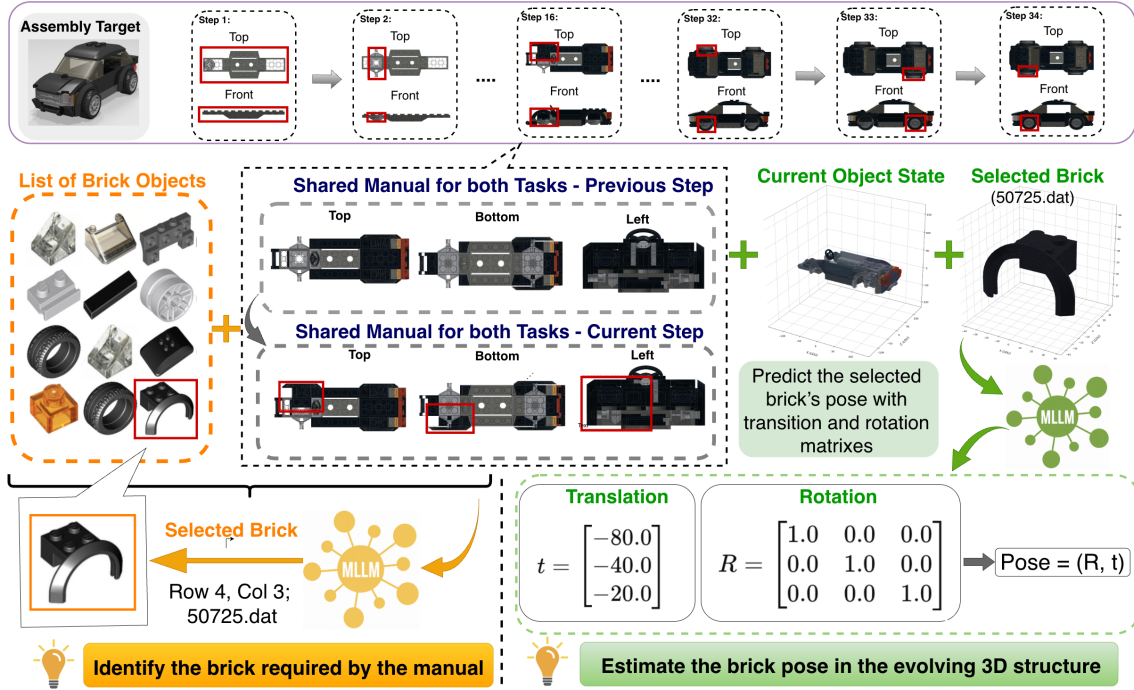 Assembly Target
Step 1:
Top
Front
Step 2:
Top
Front
....
Step 16:
Top
Front
....
Step 32:
Top
Front
Step 33:
Top
Front
Step 34:
Top
Front
List of Brick Objects
Shared Manual for both Tasks - Previous Step
Top
Bottom
Left
Shared Manual for both Tasks - Current Step
Top
Bottom
Left
Current Object State
Selected Brick
(50725.dat)
Predict the selected
brick's pose with
transition and rotation
matrixes
MLLM
Selected Brick
Row 4, Col 3;
50725.dat
MLLM
Identify the brick required by the manual
Translation
t = [−80.0
−40.0
−20.0]
Rotation
R = [1.0 0.0 0.0
0.0 1.0 0.0
0.0 0.0 1.0]
Pose = (R, t)
Estimate the brick pose in the evolving 3D structure